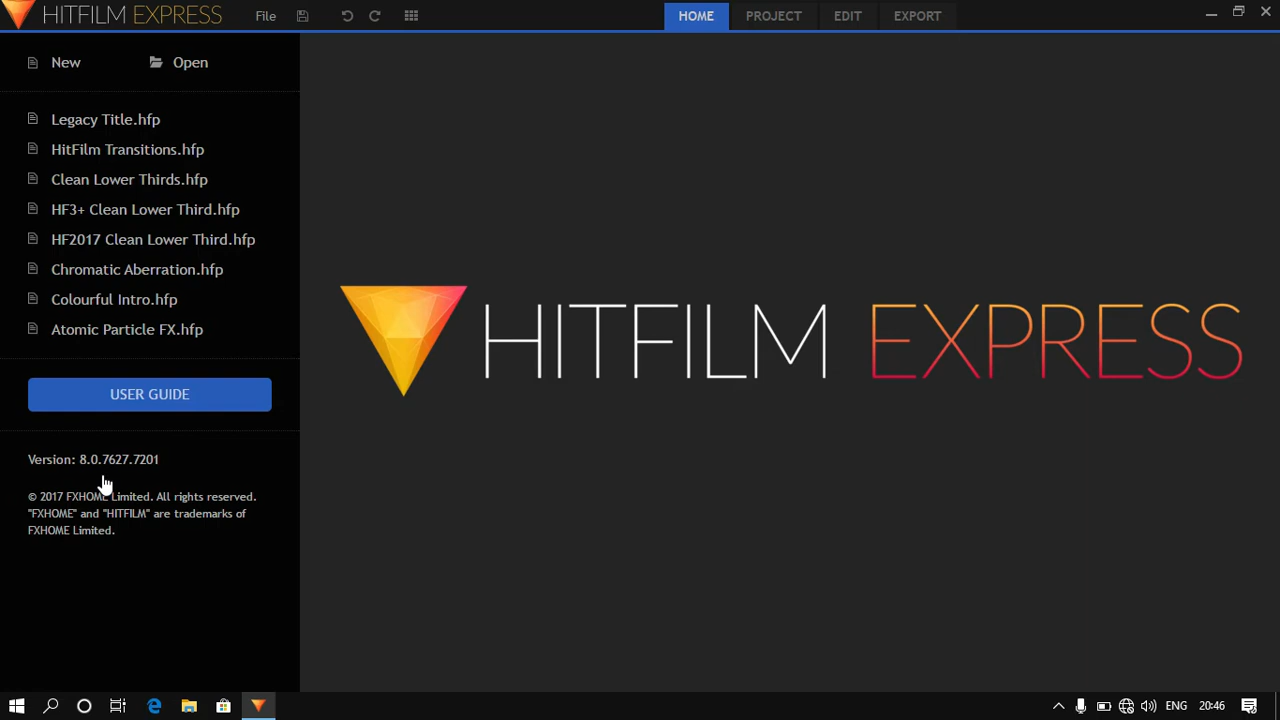 HITFILM EXPRESS
File
HOME
PROJECT
EDIT
EXPORT
New
Open
Legacy Title.hfp
HitFilm Transitions.hfp
Clean Lower Thirds.hfp
HF3+ Clean Lower Third.hfp
HF2017 Clean Lower Third.hfp
Chromatic Aberration.hfp
Colourful Intro.hfp
Atomic Particle FX.hfp
USER GUIDE
Version: 8.0.7627.7201
© 2017 FXHOME Limited. All rights reserved.
"FXHOME" and "HITFILM" are trademarks of
FXHOME Limited.
HITFILM EXPRESS
ENG
20:46